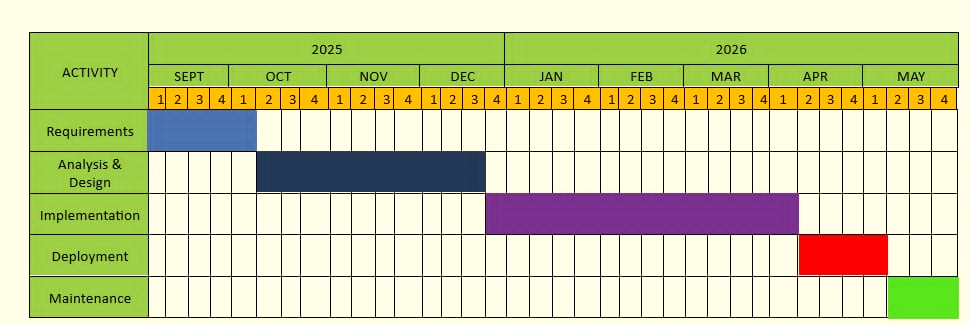 2025 2026
ACTIVITY
SEPT OCT NOV DEC JAN FEB MAR APR MAY
1 2 3 4 1 2 3 4 1 2 3 4 1 2 3 4 1 2 3 4 1 2 3 4 1 2 3 4 1 2 3 4 1 2 3 4
Requirements
Analysis &
Design
Implementation
Deployment
Maintenance